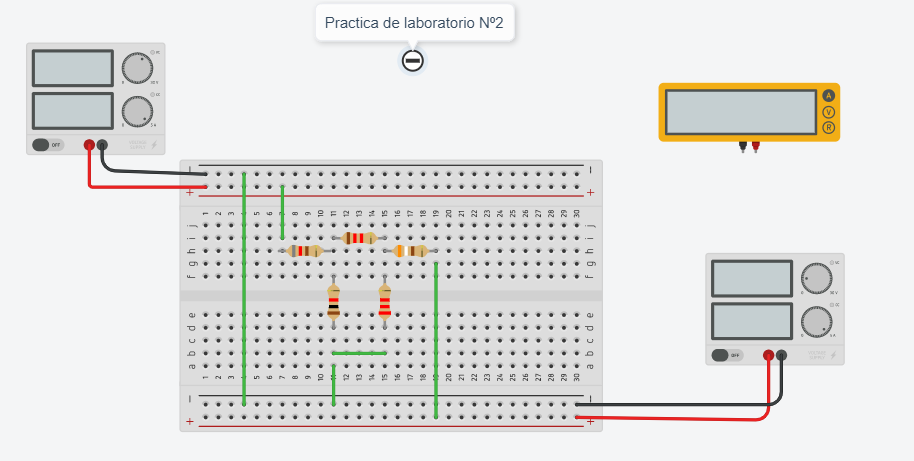 Practica de laboratorio Nº2
OFF
A
V
R
- -
+ +
1 2 3 4 5 6 7 8 9 10 11 12 13 14 15 16 17 18 19 20 21 22 23 24 25 26 27 28 29 30
j j
i i
h h
g g
f f
e e
d d
c c
b b
a a
1 2 3 4 5 6 7 8 9 10 11 12 13 14 15 16 17 18 19 20 21 22 23 24 25 26 27 28 29 30
- -
+ +
OFF